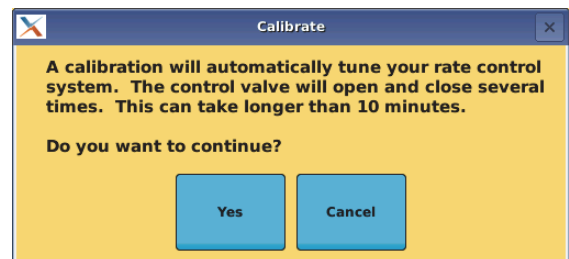 Calibrate
A calibration will automatically tune your rate control
system.  The control valve will open and close several
times.  This can take longer than 10 minutes.
Do you want to continue?
Yes
Cancel